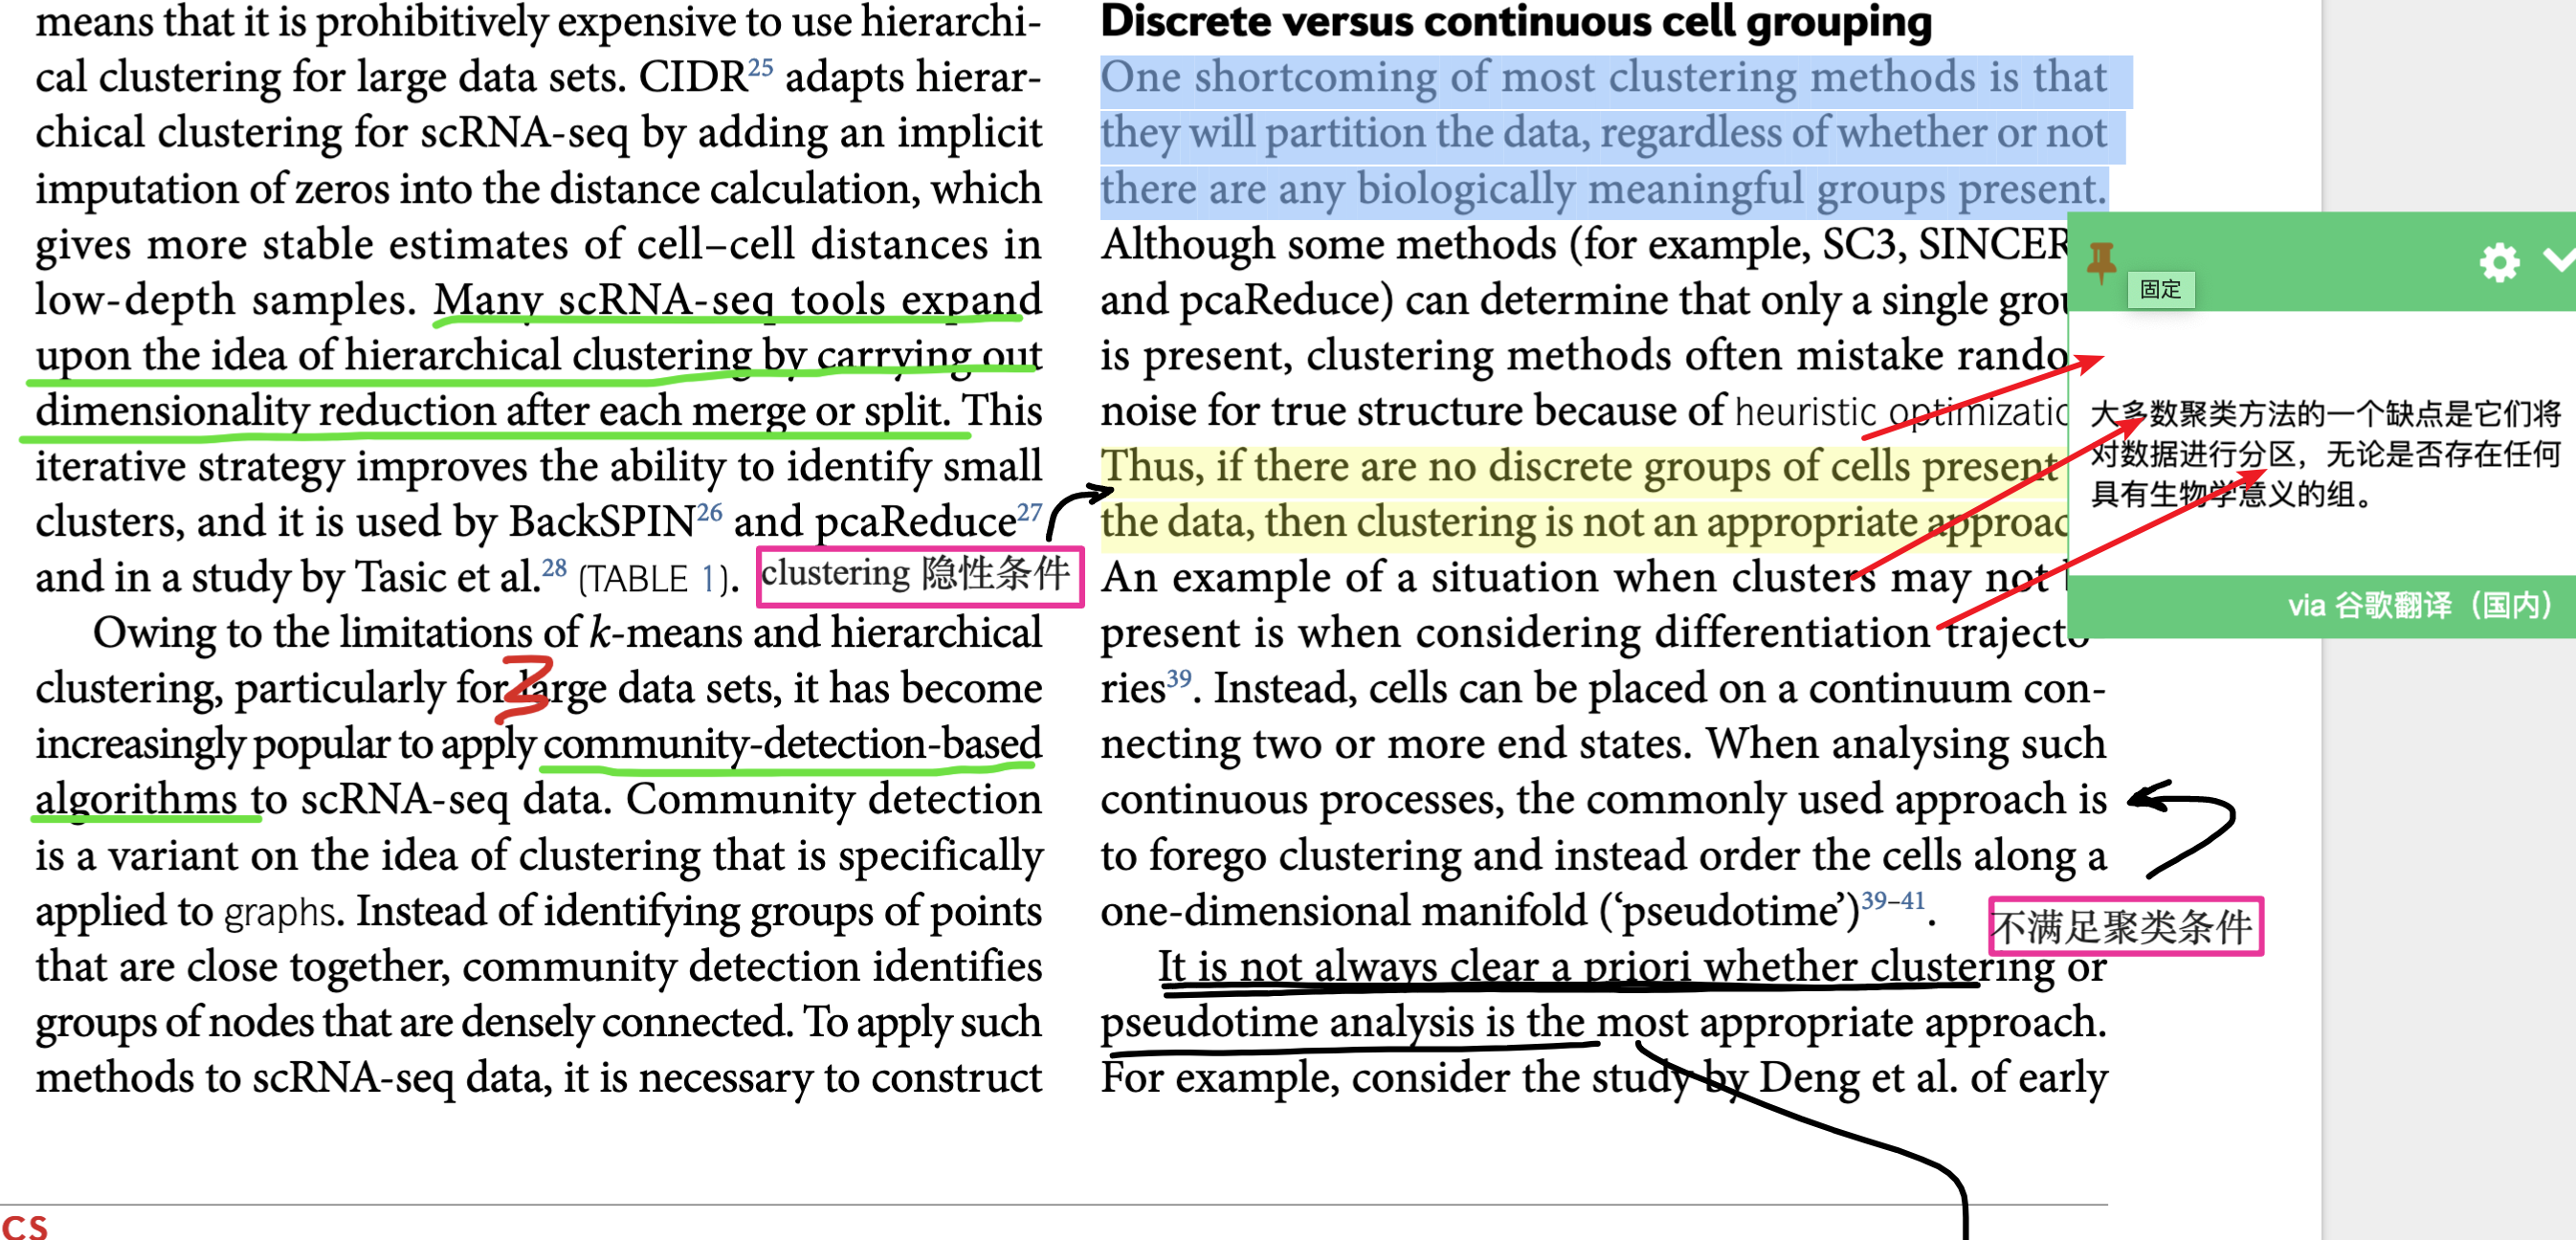 means that it is prohibitively expensive to use hierarchi-
cal clustering for large data sets. CIDR25 adapts hierar-
chical clustering for scRNA-seq by adding an implicit
imputation of zeros into the distance calculation, which
gives more stable estimates of cell–cell distances in
low-depth samples. Many scRNA-seq tools expand
upon the idea of hierarchical clustering by carrying out
dimensionality reduction after each merge or split. This
iterative strategy improves the ability to identify small
clusters, and it is used by BackSPIN26 and pcaReduce27
and in a study by Tasic et al.28 (TABLE 1).
clustering 隐性条件
Owing to the limitations of k-means and hierarchical
clustering, particularly for large data sets, it has become
increasingly popular to apply community-detection-based
algorithms to scRNA-seq data. Community detection
is a variant on the idea of clustering that is specifically
applied to graphs. Instead of identifying groups of points
that are close together, community detection identifies
groups of nodes that are densely connected. To apply such
methods to scRNA-seq data, it is necessary to construct
Discrete versus continuous cell grouping
One shortcoming of most clustering methods is that
they will partition the data, regardless of whether or not
there are any biologically meaningful groups present.
Although some methods (for example, SC3, SINCER
and pcaReduce) can determine that only a single grou
is present, clustering methods often mistake rando
noise for true structure because of heuristic optimizatio
Thus, if there are no discrete groups of cells present
the data, then clustering is not an appropriate approac
An example of a situation when clusters may not
present is when considering differentiation trajecto
ries39. Instead, cells can be placed on a continuum con-
necting two or more end states. When analysing such
continuous processes, the commonly used approach is
to forego clustering and instead order the cells along a
one-dimensional manifold (‘pseudotime’)39–41.
不满足聚类条件
It is not always clear a priori whether clustering or
pseudotime analysis is the most appropriate approach.
For example, consider the study by Deng et al. of early
固定
大多数聚类方法的一个缺点是它们将
对数据进行分区，无论是否存在任何
具有生物学意义的组。
via 谷歌翻译（国内）
CS